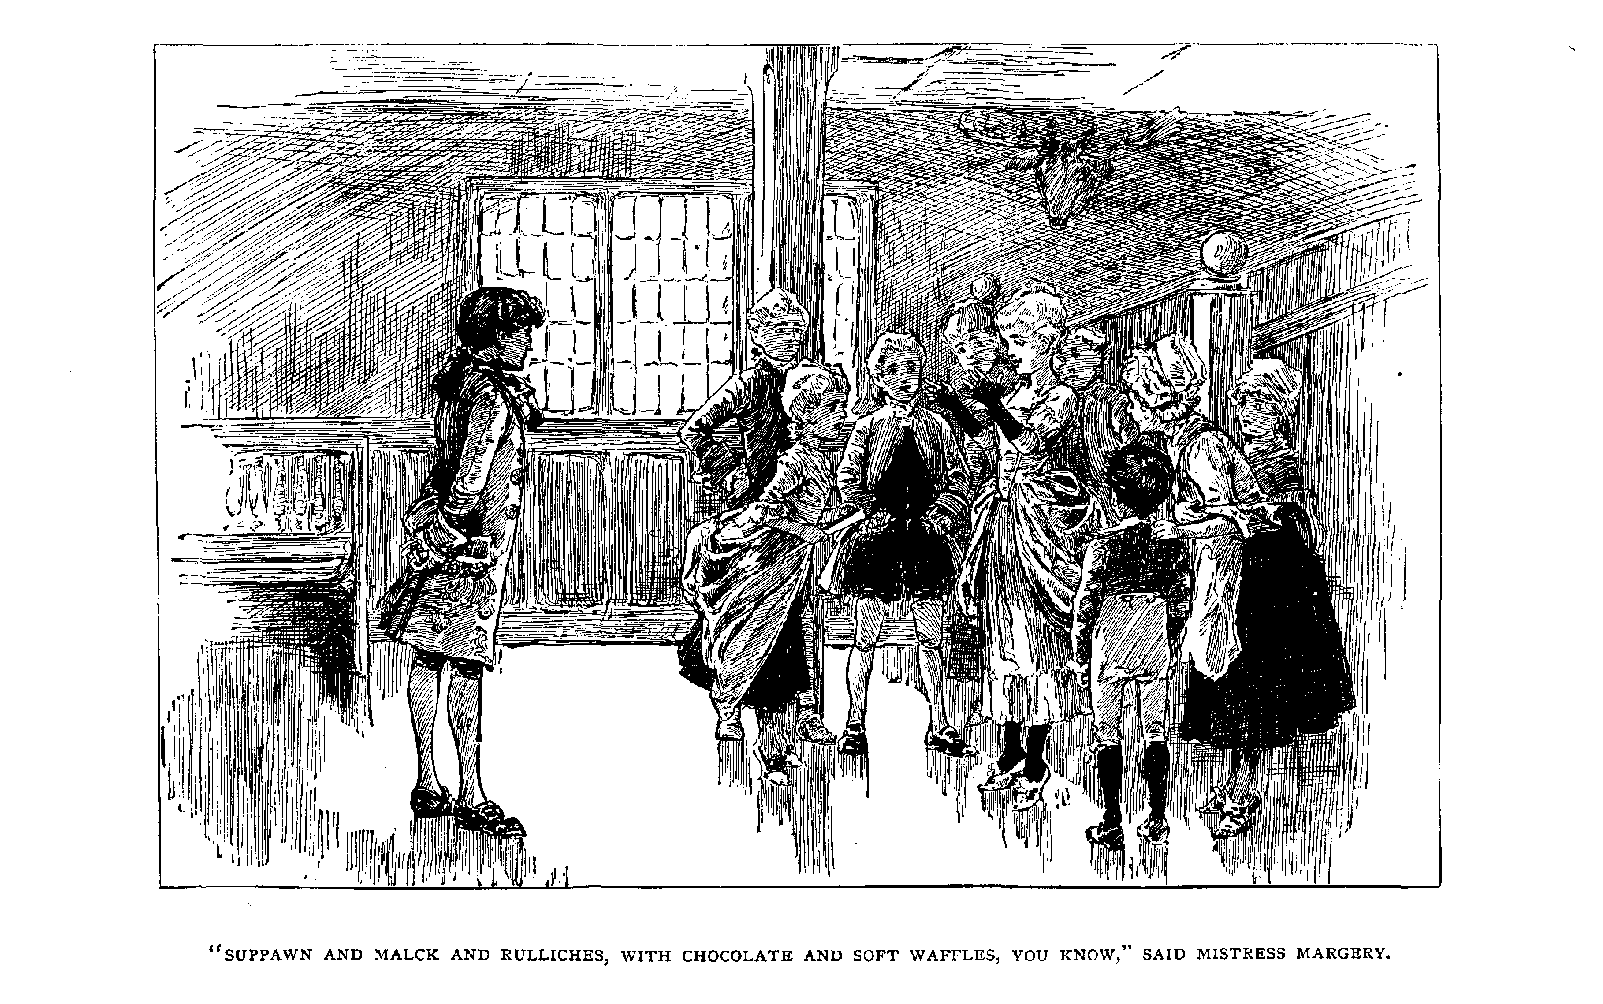 "SUPPAWN AND MALCK AND RULLICHES, WITH CHOCOLATE AND SOFT WAFFLES, YOU KNOW," SAID MISTRESS MARGERY.